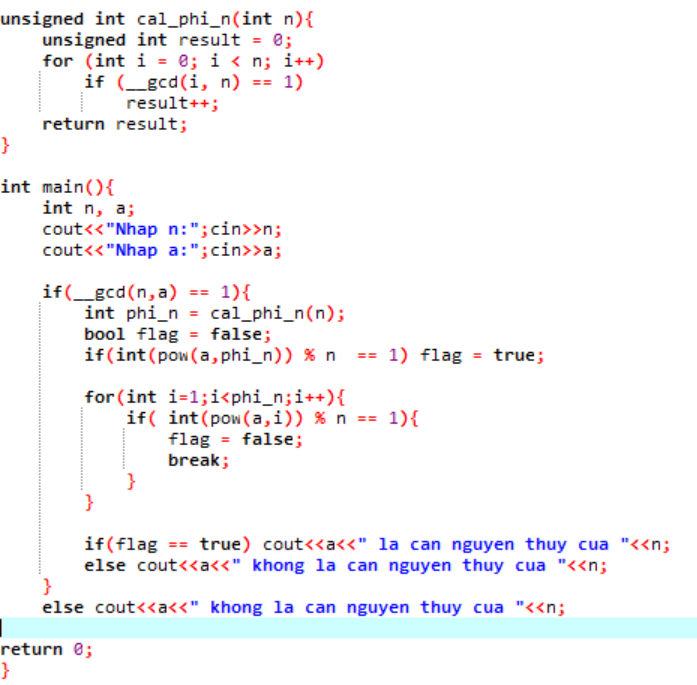 unsigned int cal_phi_n(int n){
    unsigned int result = 0;
    for (int i = 0; i < n; i++)
        if (__gcd(i, n) == 1)
            result++;
    return result;
}

int main(){
    int n, a;
    cout<<"Nhap n:";cin>>n;
    cout<<"Nhap a:";cin>>a;

    if(__gcd(n,a) == 1){
        int phi_n = cal_phi_n(n);
        bool flag = false;
        if(int(pow(a,phi_n)) % n  == 1) flag = true;

        for(int i=1;i<phi_n;i++){
            if( int(pow(a,i)) % n == 1){
                flag = false;
                break;
            }
        }

        if(flag == true) cout<<a<<" la can nguyen thuy cua "<<n;
        else cout<<a<<" khong la can nguyen thuy cua "<<n;
    }
    else cout<<a<<" khong la can nguyen thuy cua "<<n;

return 0;
}